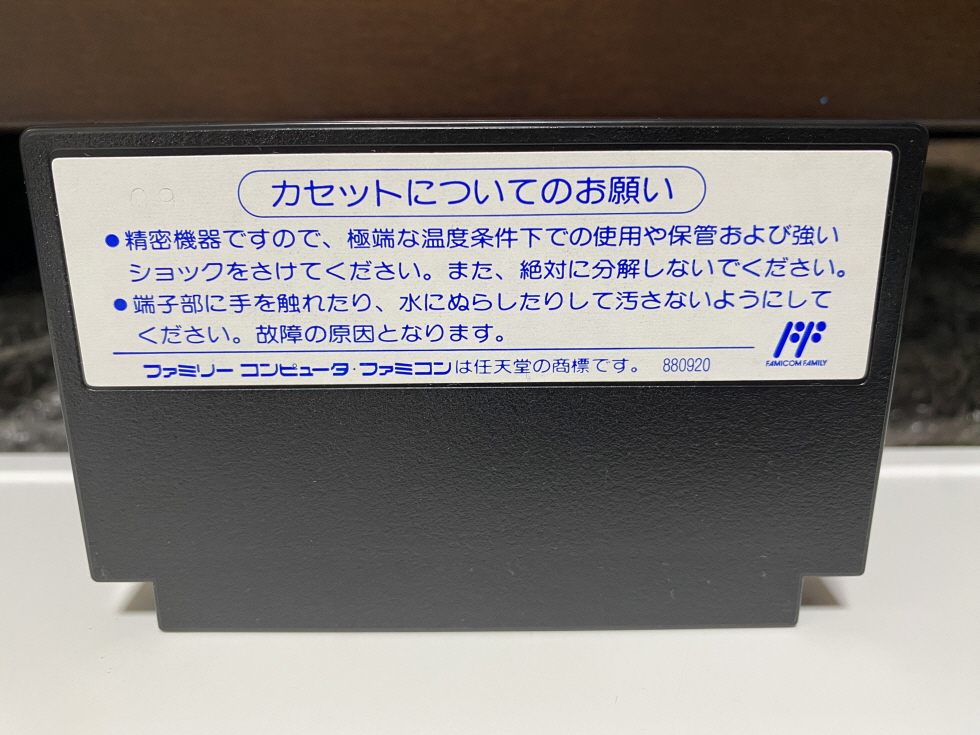 カセットについてのお願い
●精密機器ですので、極端な温度条件下での使用や保管および強い
ショックをさけてください。また、絶対に分解しないでください。
●端子部に手を触れたり、水にぬらしたりして汚さないようにして
ください。故障の原因となります。
FAMICOM FAMILY
ファミリー コンピュータ・ファミコンは任天堂の商標です。 880920